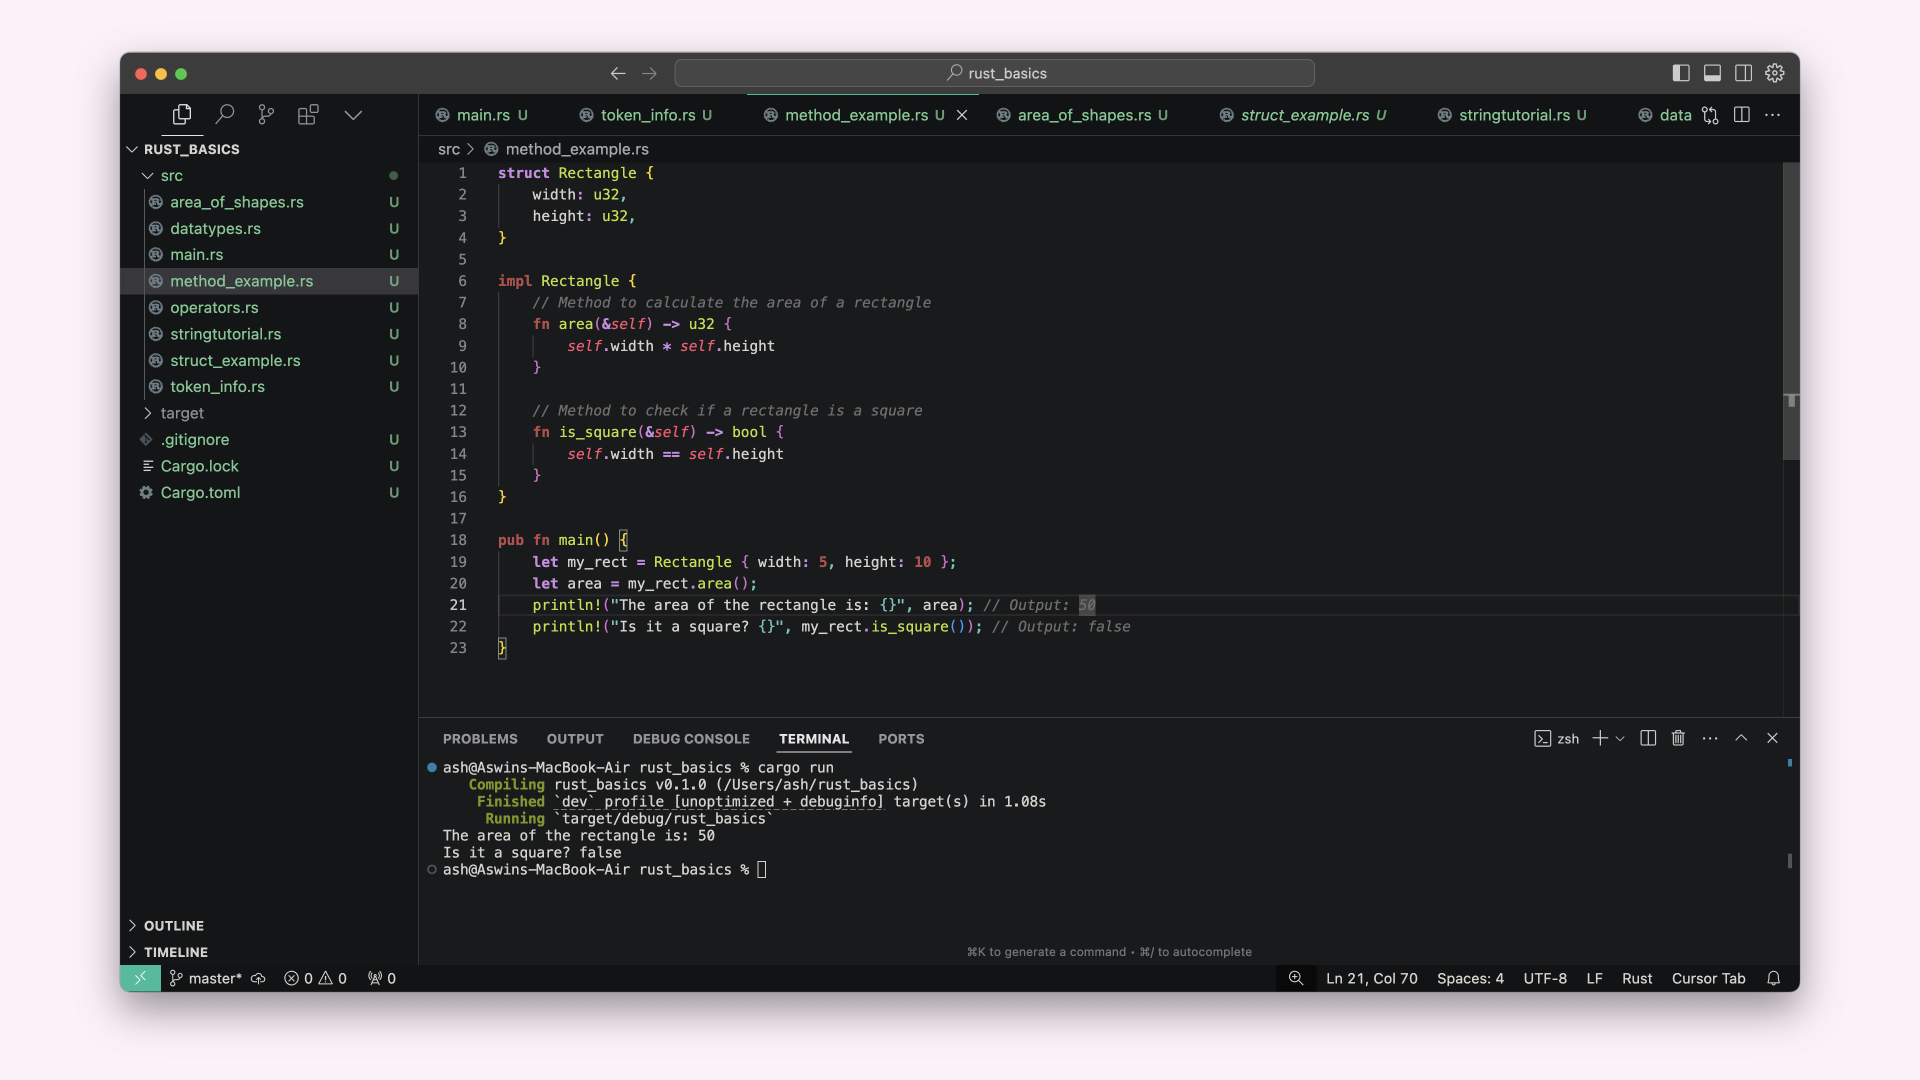 rust_basics
main.rs U
token_info.rs U
method_example.rs U
area_of_shapes.rs U
struct_example.rs U
stringtutorial.rs U
data
RUST_BASICS
src
area_of_shapes.rs U
datatypes.rs U
main.rs U
method_example.rs U
operators.rs U
stringtutorial.rs U
struct_example.rs U
token_info.rs U
target
.gitignore U
Cargo.lock U
Cargo.toml U
OUTLINE
TIMELINE
src > method_example.rs
1 struct Rectangle {
2     width: u32,
3     height: u32,
4 }
5
6 impl Rectangle {
7     // Method to calculate the area of a rectangle
8     fn area(&self) -> u32 {
9         self.width * self.height
10     }
11
12     // Method to check if a rectangle is a square
13     fn is_square(&self) -> bool {
14         self.width == self.height
15     }
16 }
17
18 pub fn main() {
19     let my_rect = Rectangle { width: 5, height: 10 };
20     let area = my_rect.area();
21     println!("The area of the rectangle is: {}", area); // Output: 50
22     println!("Is it a square? {}", my_rect.is_square()); // Output: false
23 }
PROBLEMS OUTPUT DEBUG CONSOLE TERMINAL PORTS
zsh
ash@Aswins-MacBook-Air rust_basics % cargo run
Compiling rust_basics v0.1.0 (/Users/ash/rust_basics)
Finished `dev` profile [unoptimized + debuginfo] target(s) in 1.08s
Running `target/debug/rust_basics`
The area of the rectangle is: 50
Is it a square? false
ash@Aswins-MacBook-Air rust_basics %
⌘K to generate a command • ⌘/ to autocomplete
master* 0 0 0
Ln 21, Col 70 Spaces: 4 UTF-8 LF Rust Cursor Tab